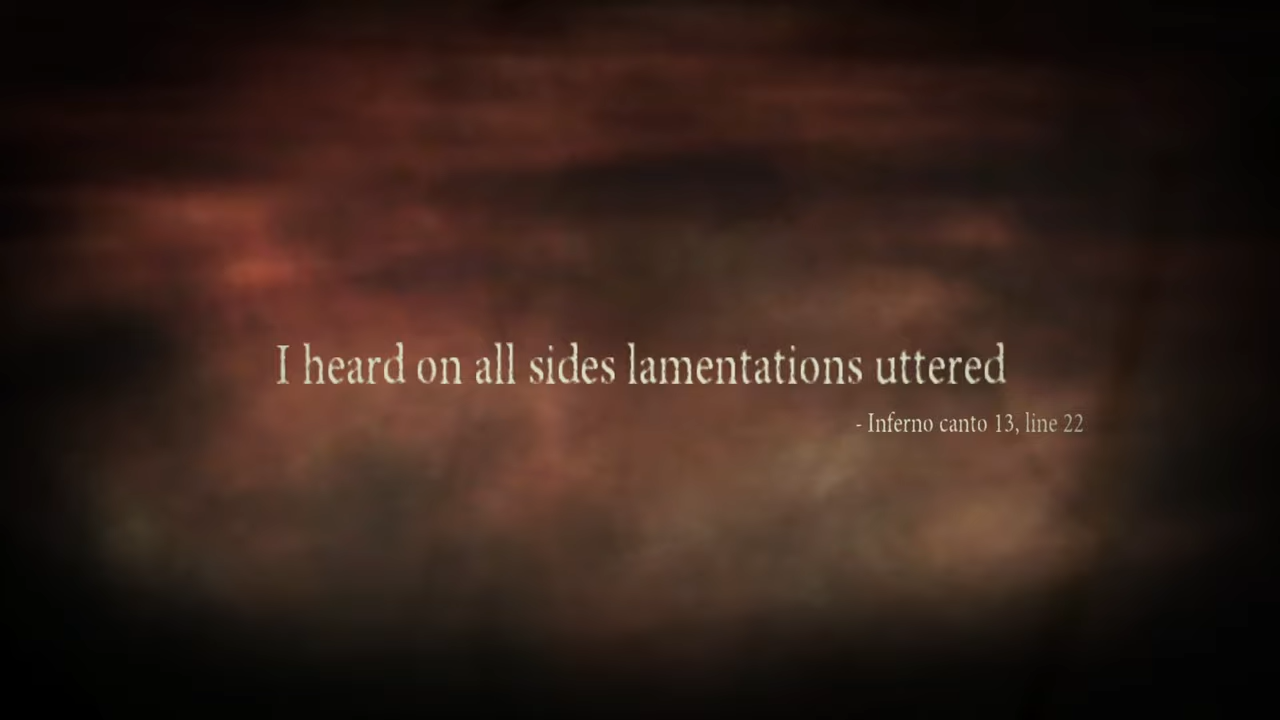 I heard on all sides lamentations uttered
- Inferno canto 13, line 22